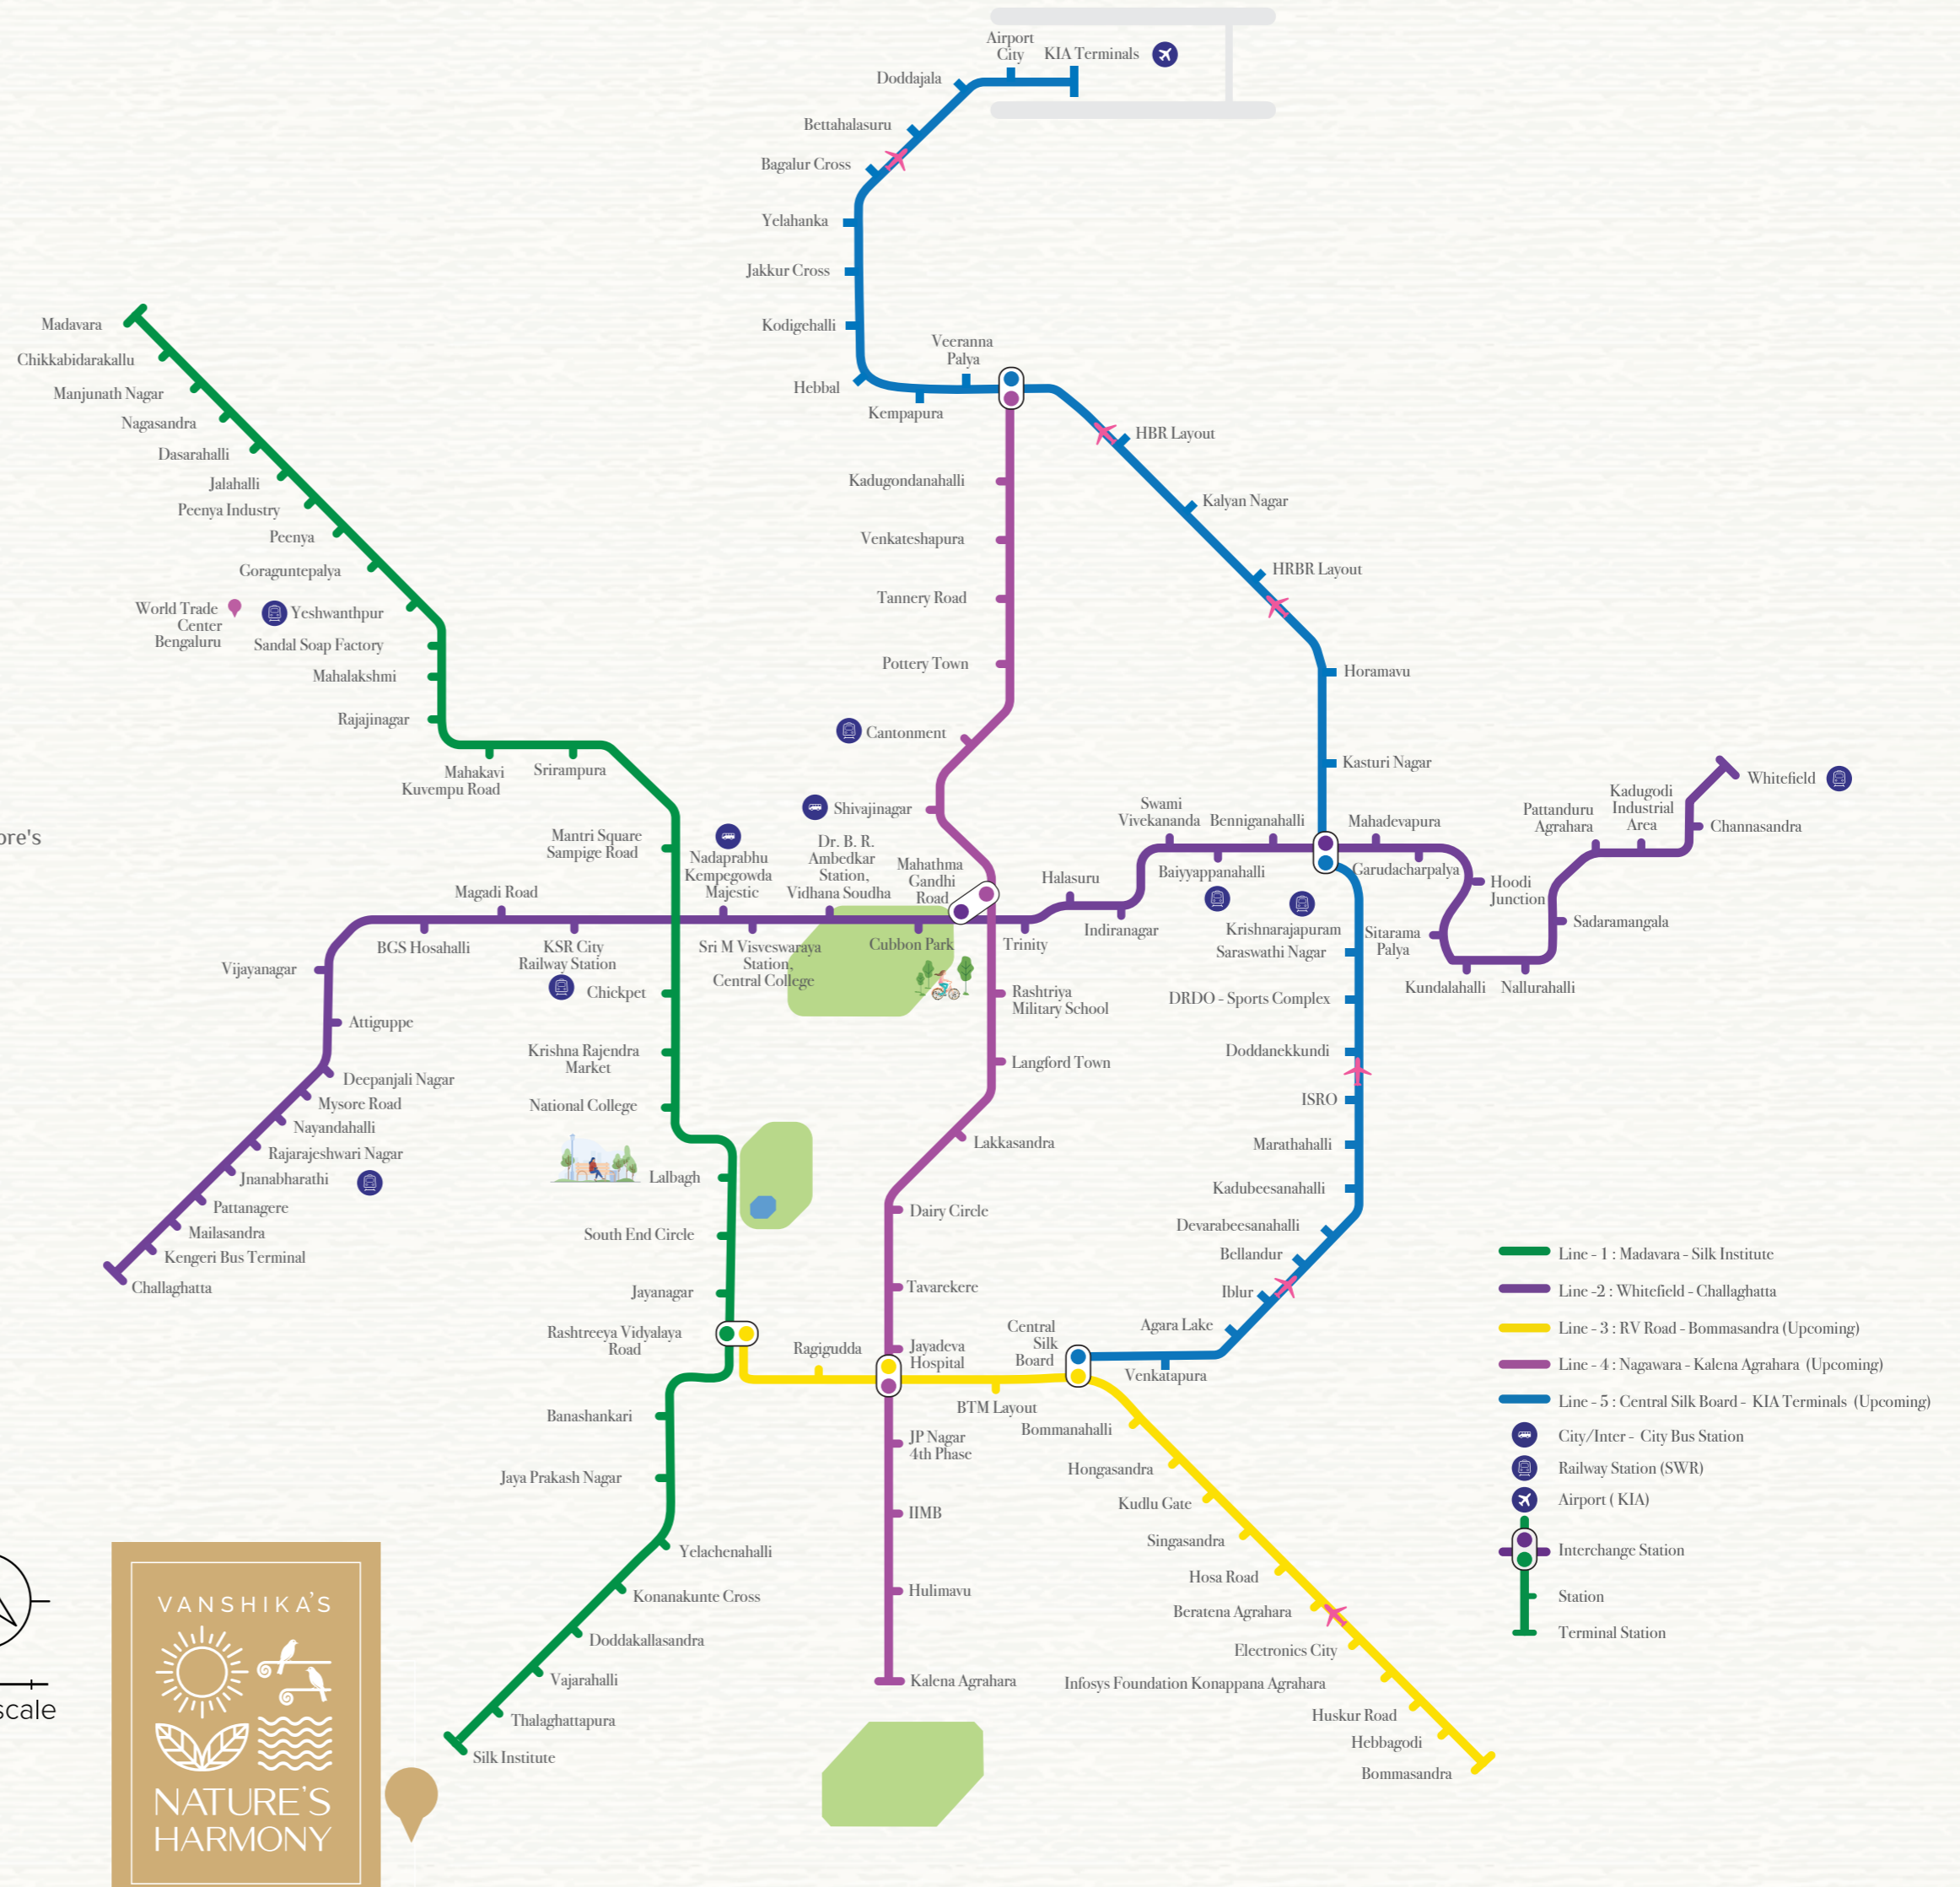 Airport
City
KIA Terminals
Doddajala
Bettahalasuru
Bagalur Cross
Yelahanka
Jakkur Cross
Kodigehalli
Hebbal
Kempapura
Veeranna
Palya
HBR Layout
Kalyan Nagar
HRBR Layout
Horamavu
Kasturi Nagar
Madavara
Chikkabidarakallu
Manjunath Nagar
Nagasandra
Dasarahalli
Jalahalli
Peenya Industry
Peenya
Goraguntepalya
World Trade
Center
Bengaluru
Yeshwanthpur
Sandal Soap Factory
Mahalakshmi
Rajajinagar
Mahakavi
Kuvempu Road
Srirampura
Mantri Square
Sampige Road
Kadugondanahalli
Venkateshapura
Tannery Road
Pottery Town
Cantonment
Shivajinagar
Nadaprabhu
Kempegowda
Majestic
Dr. B. R.
Ambedkar
Station,
Vidhana Soudha
Mahathma
Gandhi
Road
Magadi Road
BGS Hosahalli
KSR City
Railway Station
Sri M Visveswaraya
Station,
Central College
Cubbon Park
Trinity
Halasuru
Indiranagar
Swami
Vivekananda
Baiyyappanahalli
Benniganahalli
Krishnarajapuram
Mahadevapura
Garudacharpalya
Hoodi
Junction
Sitarama
Palya
Kundalahalli
Nallurahalli
Sadaramangala
Pattanduru
Agrahara
Kadugodi
Industrial
Area
Channasandra
Whitefield
ore's
Vijayanagar
Attiguppe
Deepanjali Nagar
Mysore Road
Nayandahalli
Rajarajeshwari Nagar
Jnanabharathi
Pattanagere
Mailasandra
Kengeri Bus Terminal
Challaghatta
Chickpet
Krishna Rajendra
Market
National College
Lalbagh
South End Circle
Jayanagar
Rashtreeya Vidyalaya
Road
Banashankari
Jaya Prakash Nagar
Yelachenahalli
Konanakunte Cross
Doddakallasandra
Vajarahalli
Thalaghattapura
Silk Institute
Rashtriya
Military School
Langford Town
Lakkasandra
Dairy Circle
Tavarekere
Jayadeva
Hospital
JP Nagar
4th Phase
IIMB
Hulimavu
Kalena Agrahara
Saraswathi Nagar
DRDO - Sports Complex
Doddanekkundi
ISRO
Marathahalli
Kadubeesanahalli
Devarabeesanahalli
Bellandur
Iblur
Agara Lake
Venkatapura
Central
Silk
Board
Ragigudda
BTM Layout
Bommanahalli
Hongasandra
Kudlu Gate
Singasandra
Hosa Road
Beratena Agrahara
Electronics City
Infosys Foundation Konappana Agrahara
Huskur Road
Hebbagodi
Bommasandra
Line - 1 : Madavara - Silk Institute
Line -2 : Whitefield - Challaghatta
Line - 3 : RV Road - Bommasandra (Upcoming)
Line - 4 : Nagawara - Kalena Agrahara (Upcoming)
Line - 5 : Central Silk Board - KIA Terminals (Upcoming)
City/Inter - City Bus Station
Railway Station (SWR)
Airport ( KIA)
Interchange Station
Station
Terminal Station
scale
VANSHIKA'S
NATURE'S
HARMONY